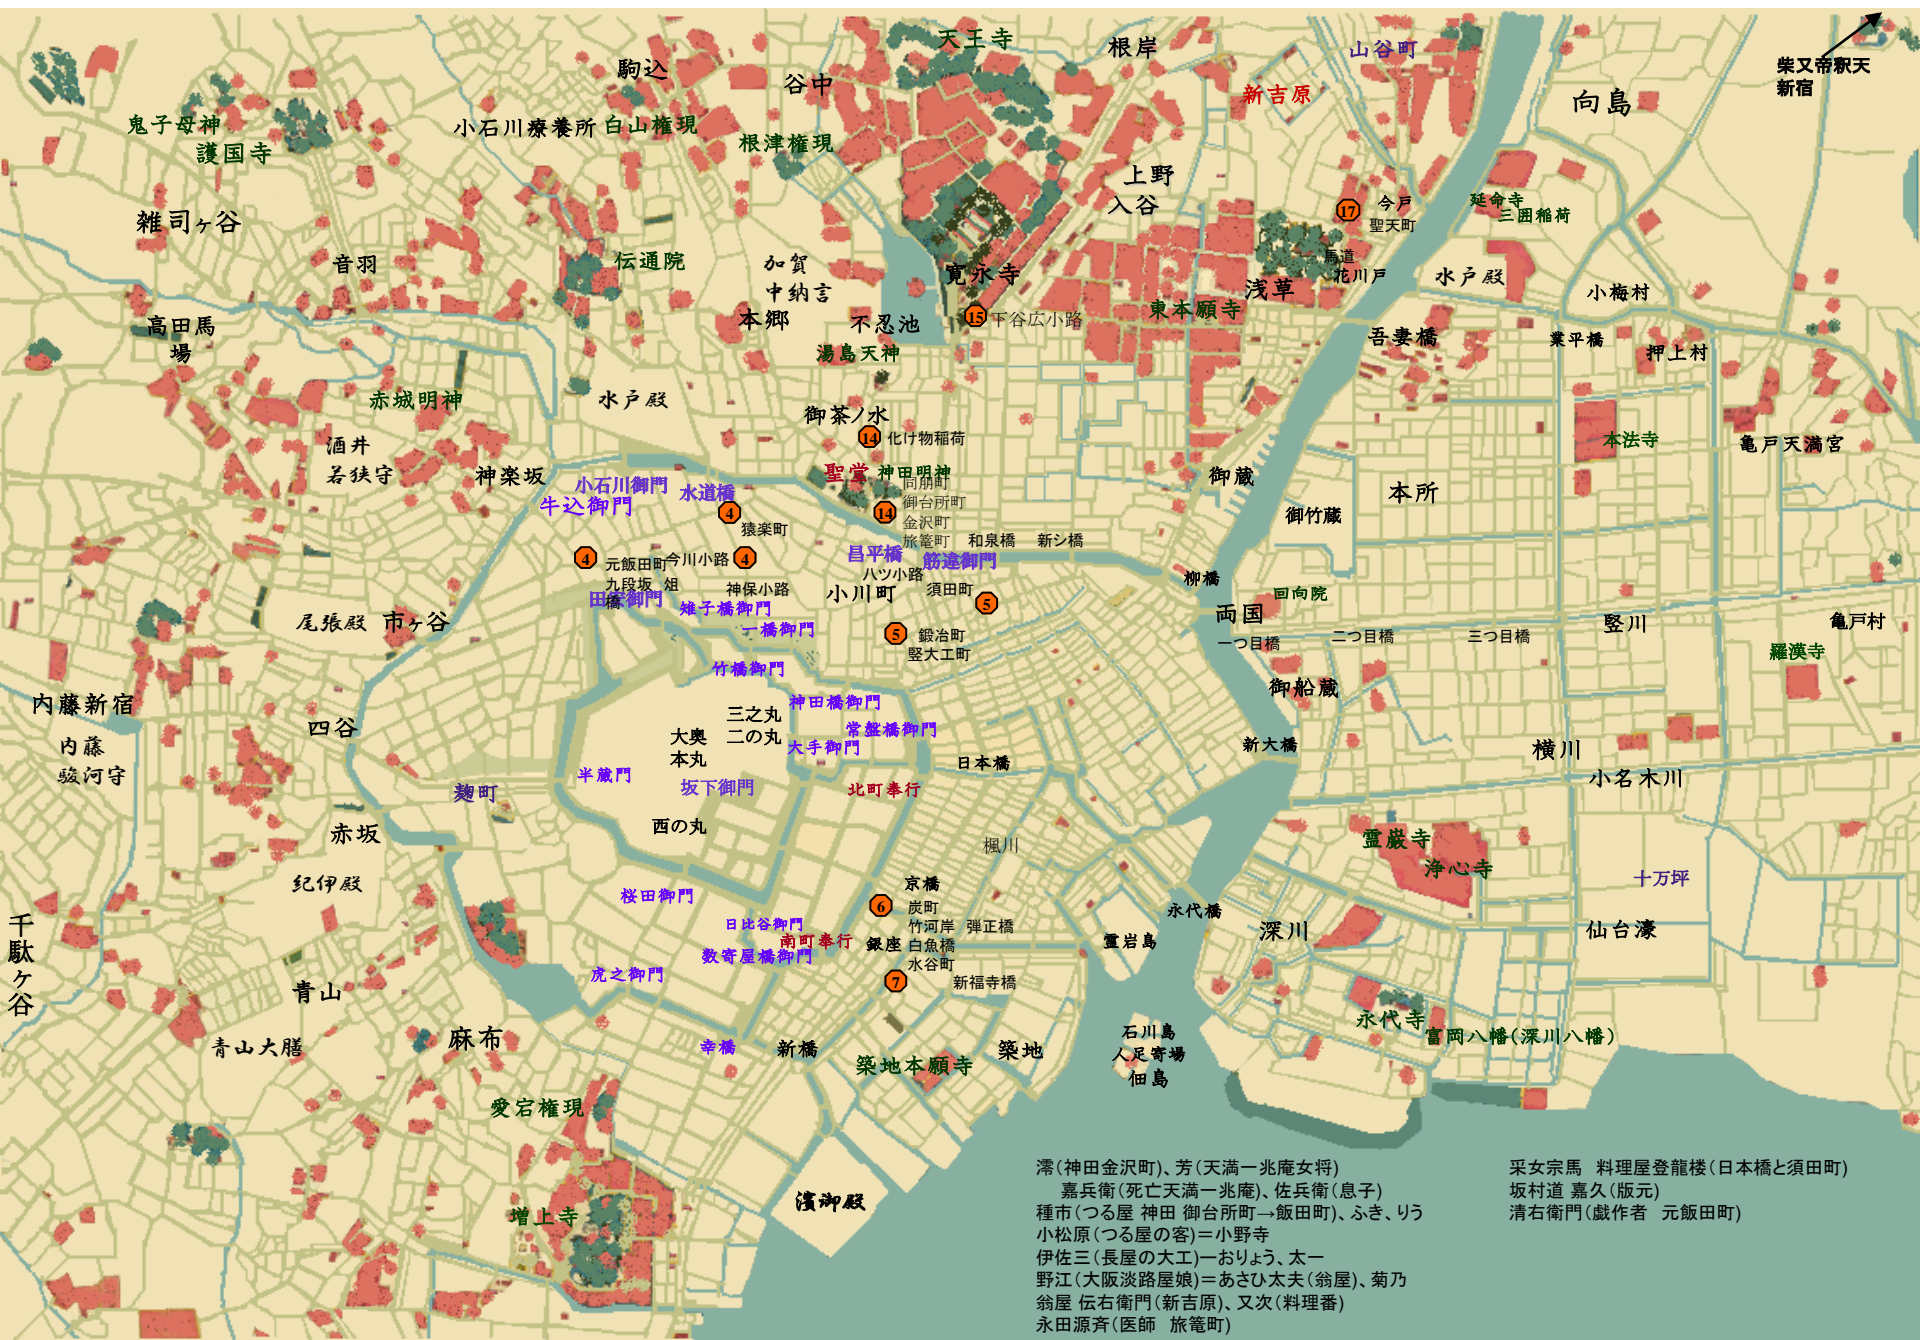 天王寺
根岸
山谷町
柴又帝釈天
新宿
駒込
谷中
新吉原
向島
鬼子母神
護国寺
小石川療養所
白山権現
根津権現
上野
入谷
17
今戸
聖天町
延命寺
三囲稲荷
雑司ヶ谷
音羽
伝通院
加賀
中納言
本郷
寛永寺
浅草
馬道
花川戸
水戸殿
小梅村
高田馬
場
不忍池
15
下谷広小路
東本願寺
吾妻橋
業平橋
押上村
湯島天神
赤城明神
水戸殿
御茶ノ水
14
化け物稲荷
本法寺
亀戸天満宮
酒井
若狭守
神楽坂
小石川御門
水道橋
牛込御門
聖堂
神田明神
同朋町
御台所町
金沢町
旅篭町
14
御蔵
本所
御竹蔵
4
猿楽町
和泉橋
新シ橋
昌平橋
筋違御門
八ツ小路
4
元飯田町
九段坂 俎
橋
今川小路
4
神保小路
田安御門
雉子橋御門
一橋御門
小川町
須田町
5
柳橋
回向院
両国
尾張殿
市ヶ谷
5
鍛冶町
竪大工町
一つ目橋
二つ目橋
三つ目橋
竪川
亀戸村
羅漢寺
竹橋御門
神田橋御門
御船蔵
内藤新宿
四谷
三之丸
二の丸
大奥
本丸
常盤橋御門
大手御門
内藤
駿河守
新大橋
横川
小名木川
日本橋
麹町
半蔵門
坂下御門
北町奉行
赤坂
西の丸
楓川
霊巌寺
浄心寺
紀伊殿
桜田御門
京橋
6
炭町
竹河岸
弾正橋
白魚橋
水谷町
十万坪
日比谷御門
南町奉行
銀座
数寄屋橋御門
永代橋
深川
霊岩島
仙台濠
千駄ヶ谷
虎之御門
7
新福寺橋
青山
青山大膳
麻布
幸橋
新橋
築地本願寺
築地
石川島
人足寄場
佃島
永代寺
富岡八幡(深川八幡)
愛宕権現
増上寺
濱御殿
澪(神田金沢町)、芳(天満一兆庵女将)
嘉兵衛(死亡天満一兆庵)、佐兵衛(息子)
種市(つる屋 神田 御台所町→飯田町)、ふき、りう
小松原(つる屋の客)＝小野寺
伊佐三(長屋の大工)―おりょう、太一
野江(大阪淡路屋娘)＝あさひ太夫(翁屋)、菊乃
翁屋 伝右衛門(新吉原)、又次(料理番)
永田源斉(医師 旅篭町)
采女宗馬 料理屋登龍楼(日本橋と須田町)
坂村道 嘉久(版元)
清右衛門(戯作者 元飯田町)